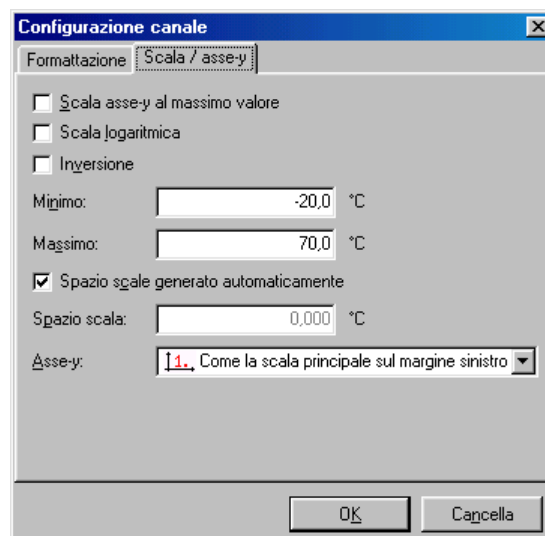 Configurazione canale
Formattazione Scala / asse-y
Scala asse-y al massimo valore
Scala logaritmica
Inversione
Minimo: -20,0 °C
Massimo: 70,0 °C
Spazio scale generato automaticamente
Spazio scala: 0,000 °C
Asse-y: 1. Come la scala principale sul margine sinistro
OK Cancella